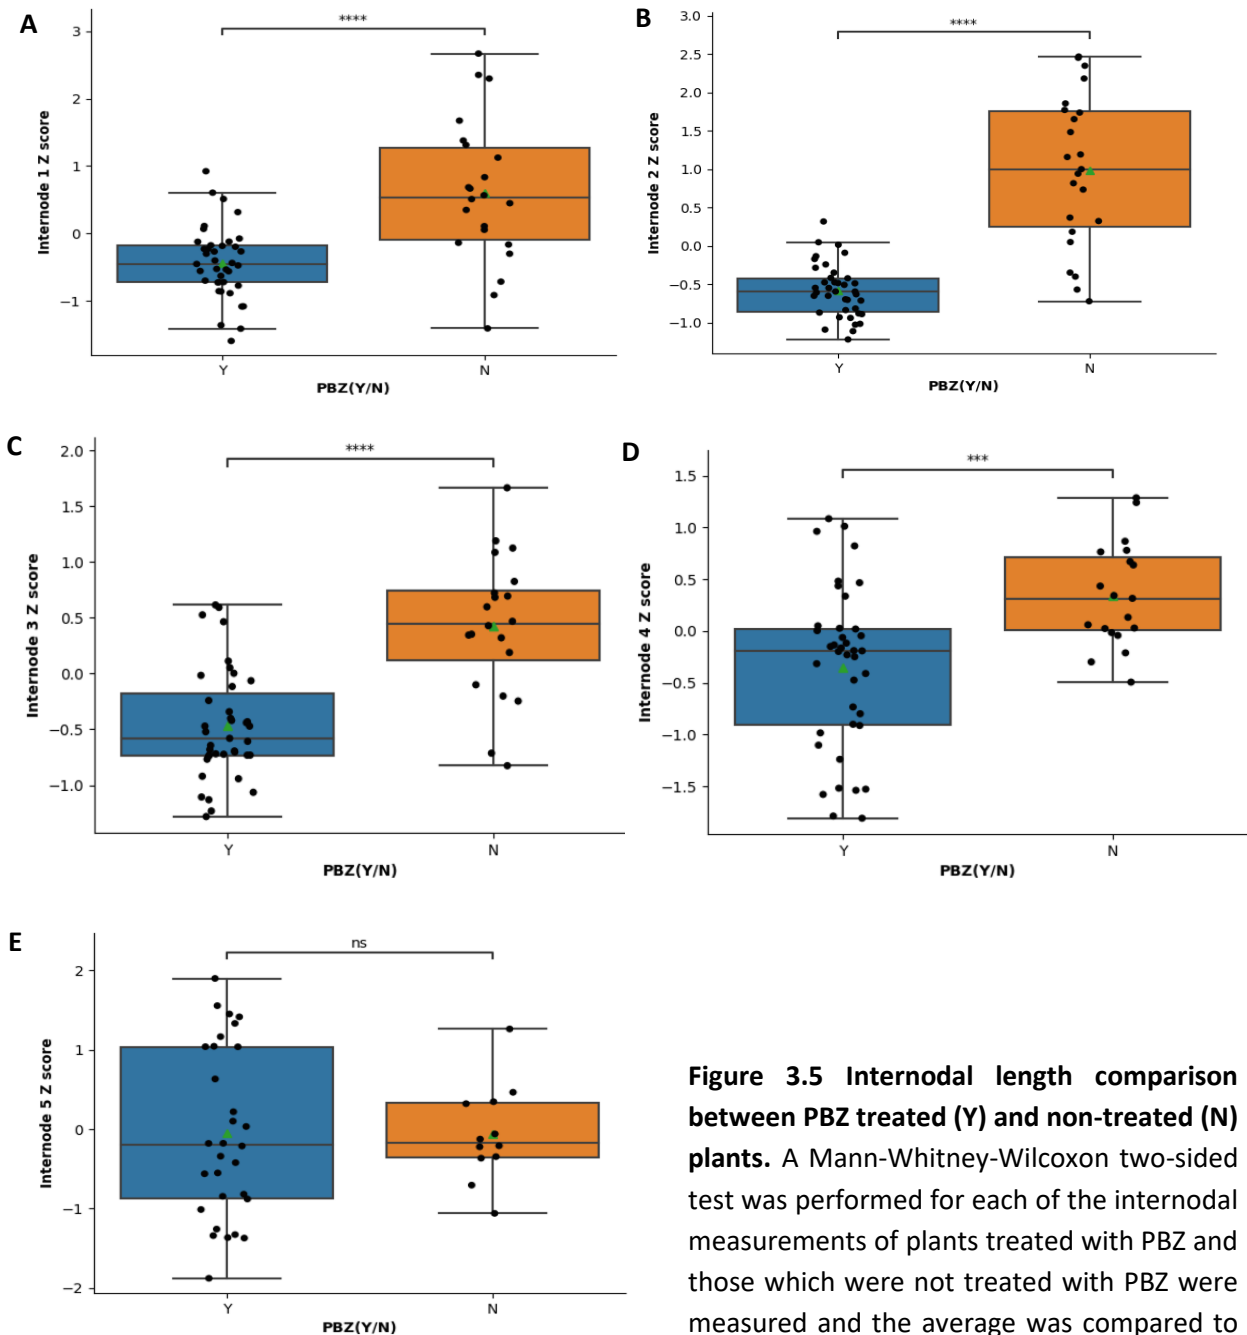 A
****
3
2
1
0
−1
Internode 1 Z score
Y
N
PBZ(Y/N)
B
****
3.0
2.5
2.0
1.5
1.0
0.5
0.0
−0.5
−1.0
Internode 2 Z score
Y
N
PBZ(Y/N)
C
****
2.0
1.5
1.0
0.5
0.0
−0.5
−1.0
Internode 3 Z score
Y
N
PBZ(Y/N)
D
***
1.5
1.0
0.5
0.0
−0.5
−1.0
−1.5
Internode 4 Z score
Y
N
PBZ(Y/N)
E
ns
2
1
0
−1
−2
Internode 5 Z score
Y
N
PBZ(Y/N)
Figure 3.5 Internodal length comparison
between PBZ treated (Y) and non-treated (N)
plants. A Mann-Whitney-Wilcoxon two-sided
test was performed for each of the internodal
measurements of plants treated with PBZ and
those which were not treated with PBZ were
measured and the average was compared to